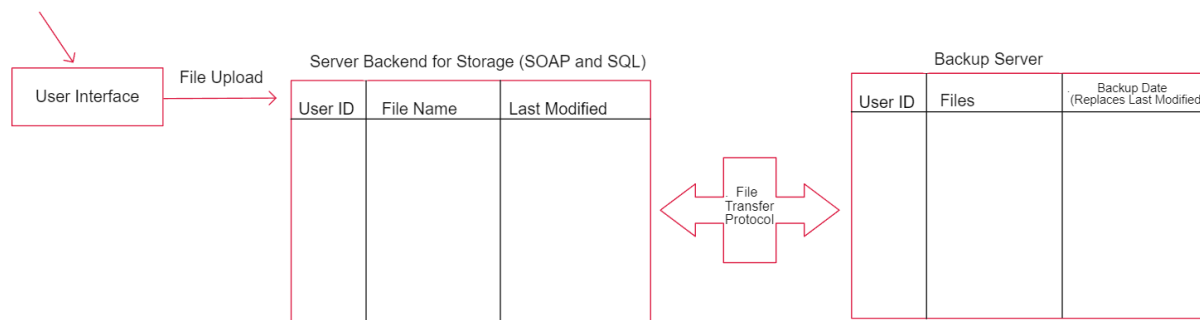 Server Backend for Storage (SOAP and SQL)
Backup Server
User Interface
File Upload
User ID
File Name
Last Modified
User ID
Files
Backup Date
(Replaces Last Modified)
File
Transfer
Protocol